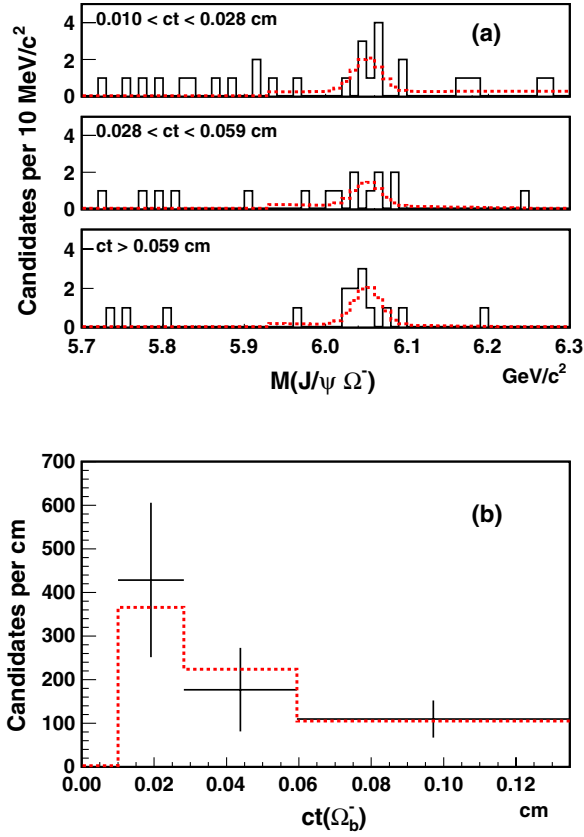 Candidates per 10 MeV/c²
0.010 < ct < 0.028 cm
(a)
4
2
0
0.028 < ct < 0.059 cm
4
2
0
ct > 0.059 cm
4
2
0
5.7 5.8 5.9 6.0 6.1 6.2 6.3
M(J/ψ Ω⁻) GeV/c²
Candidates per cm
(b)
700
600
500
400
300
200
100
0
0.00 0.02 0.04 0.06 0.08 0.10 0.12
ct(Ω_b⁻) cm